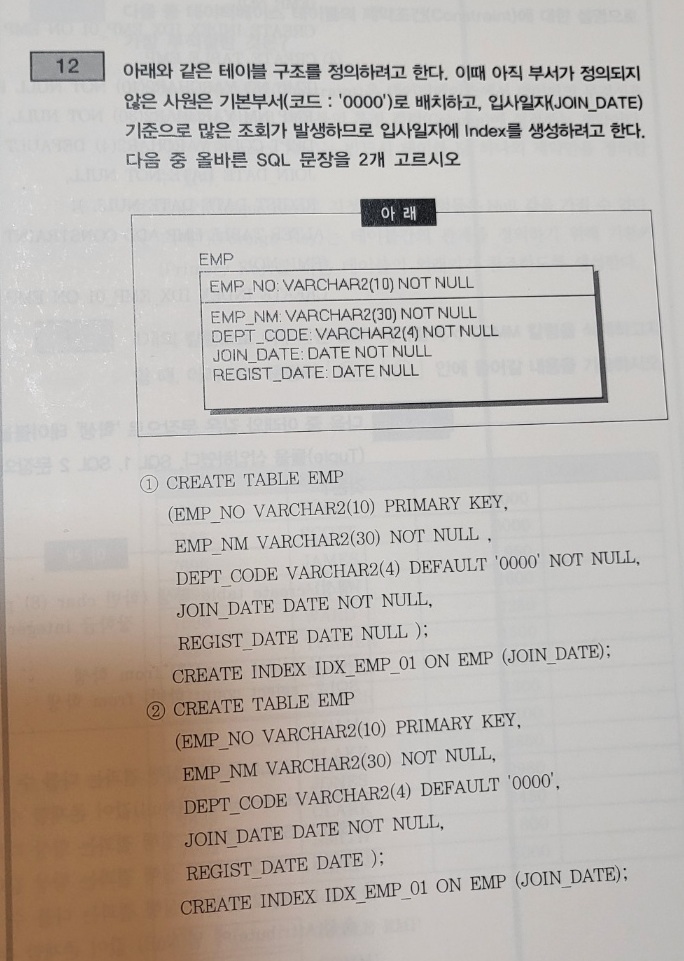 12
아래와 같은 테이블 구조를 정의하려고 한다. 이때 아직 부서가 정의되지
않은 사원은 기본부서(코드 : '0000')로 배치하고, 입사일자(JOIN_DATE)
기준으로 많은 조회가 발생하므로 입사일자에 Index를 생성하려고 한다.
다음 중 올바른 SQL 문장을 2개 고르시오
아 래
EMP
EMP_NO: VARCHAR2(10) NOT NULL
EMP_NM: VARCHAR2(30) NOT NULL
DEPT_CODE: VARCHAR2(4) NOT NULL
JOIN_DATE: DATE NOT NULL
REGIST_DATE: DATE NULL
① CREATE TABLE EMP
(EMP_NO VARCHAR2(10) PRIMARY KEY,
EMP_NM VARCHAR2(30) NOT NULL ,
DEPT_CODE VARCHAR2(4) DEFAULT '0000' NOT NULL,
JOIN_DATE DATE NOT NULL,
REGIST_DATE DATE NULL );
CREATE INDEX IDX_EMP_01 ON EMP (JOIN_DATE);
② CREATE TABLE EMP
(EMP_NO VARCHAR2(10) PRIMARY KEY,
EMP_NM VARCHAR2(30) NOT NULL,
DEPT_CODE VARCHAR2(4) DEFAULT '0000',
JOIN_DATE DATE NOT NULL,
REGIST_DATE DATE );
CREATE INDEX IDX_EMP_01 ON EMP (JOIN_DATE);